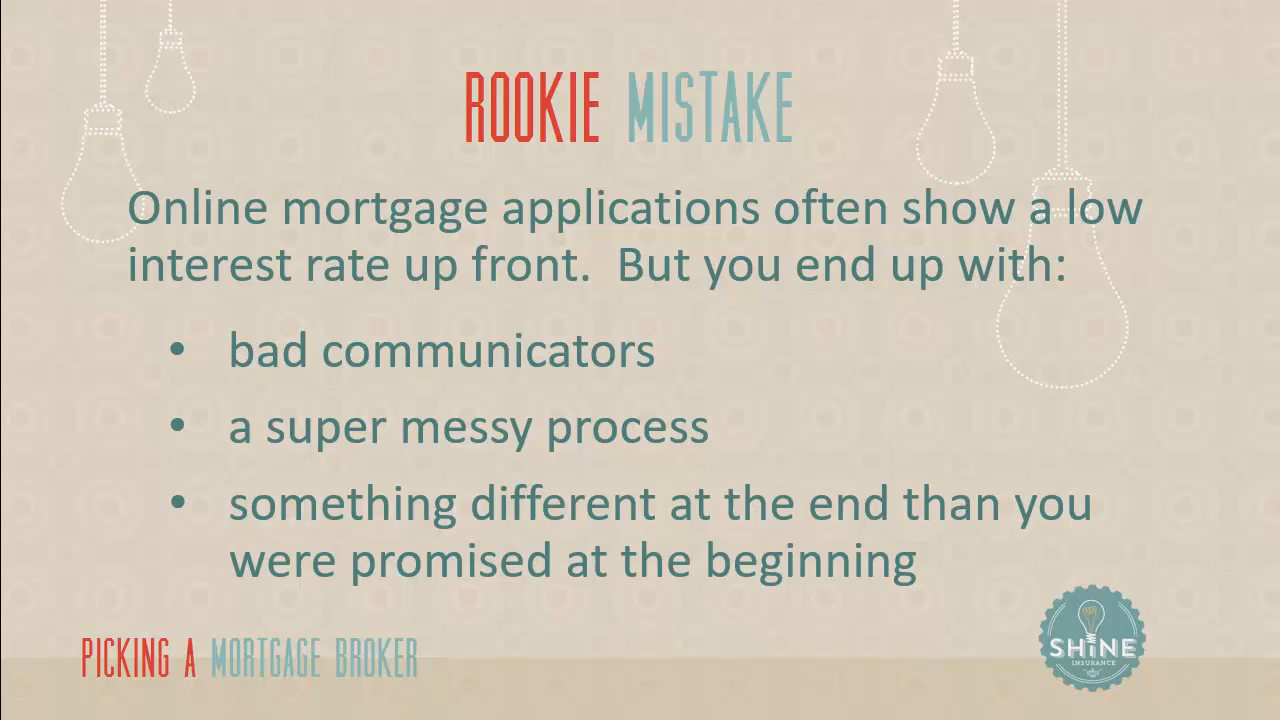 ROOKIE MISTAKE
Online mortgage applications often show a low
interest rate up front.  But you end up with:
• bad communicators
• a super messy process
• something different at the end than you
were promised at the beginning
PICKING A MORTGAGE BROKER
SHiNE
INSURANCE